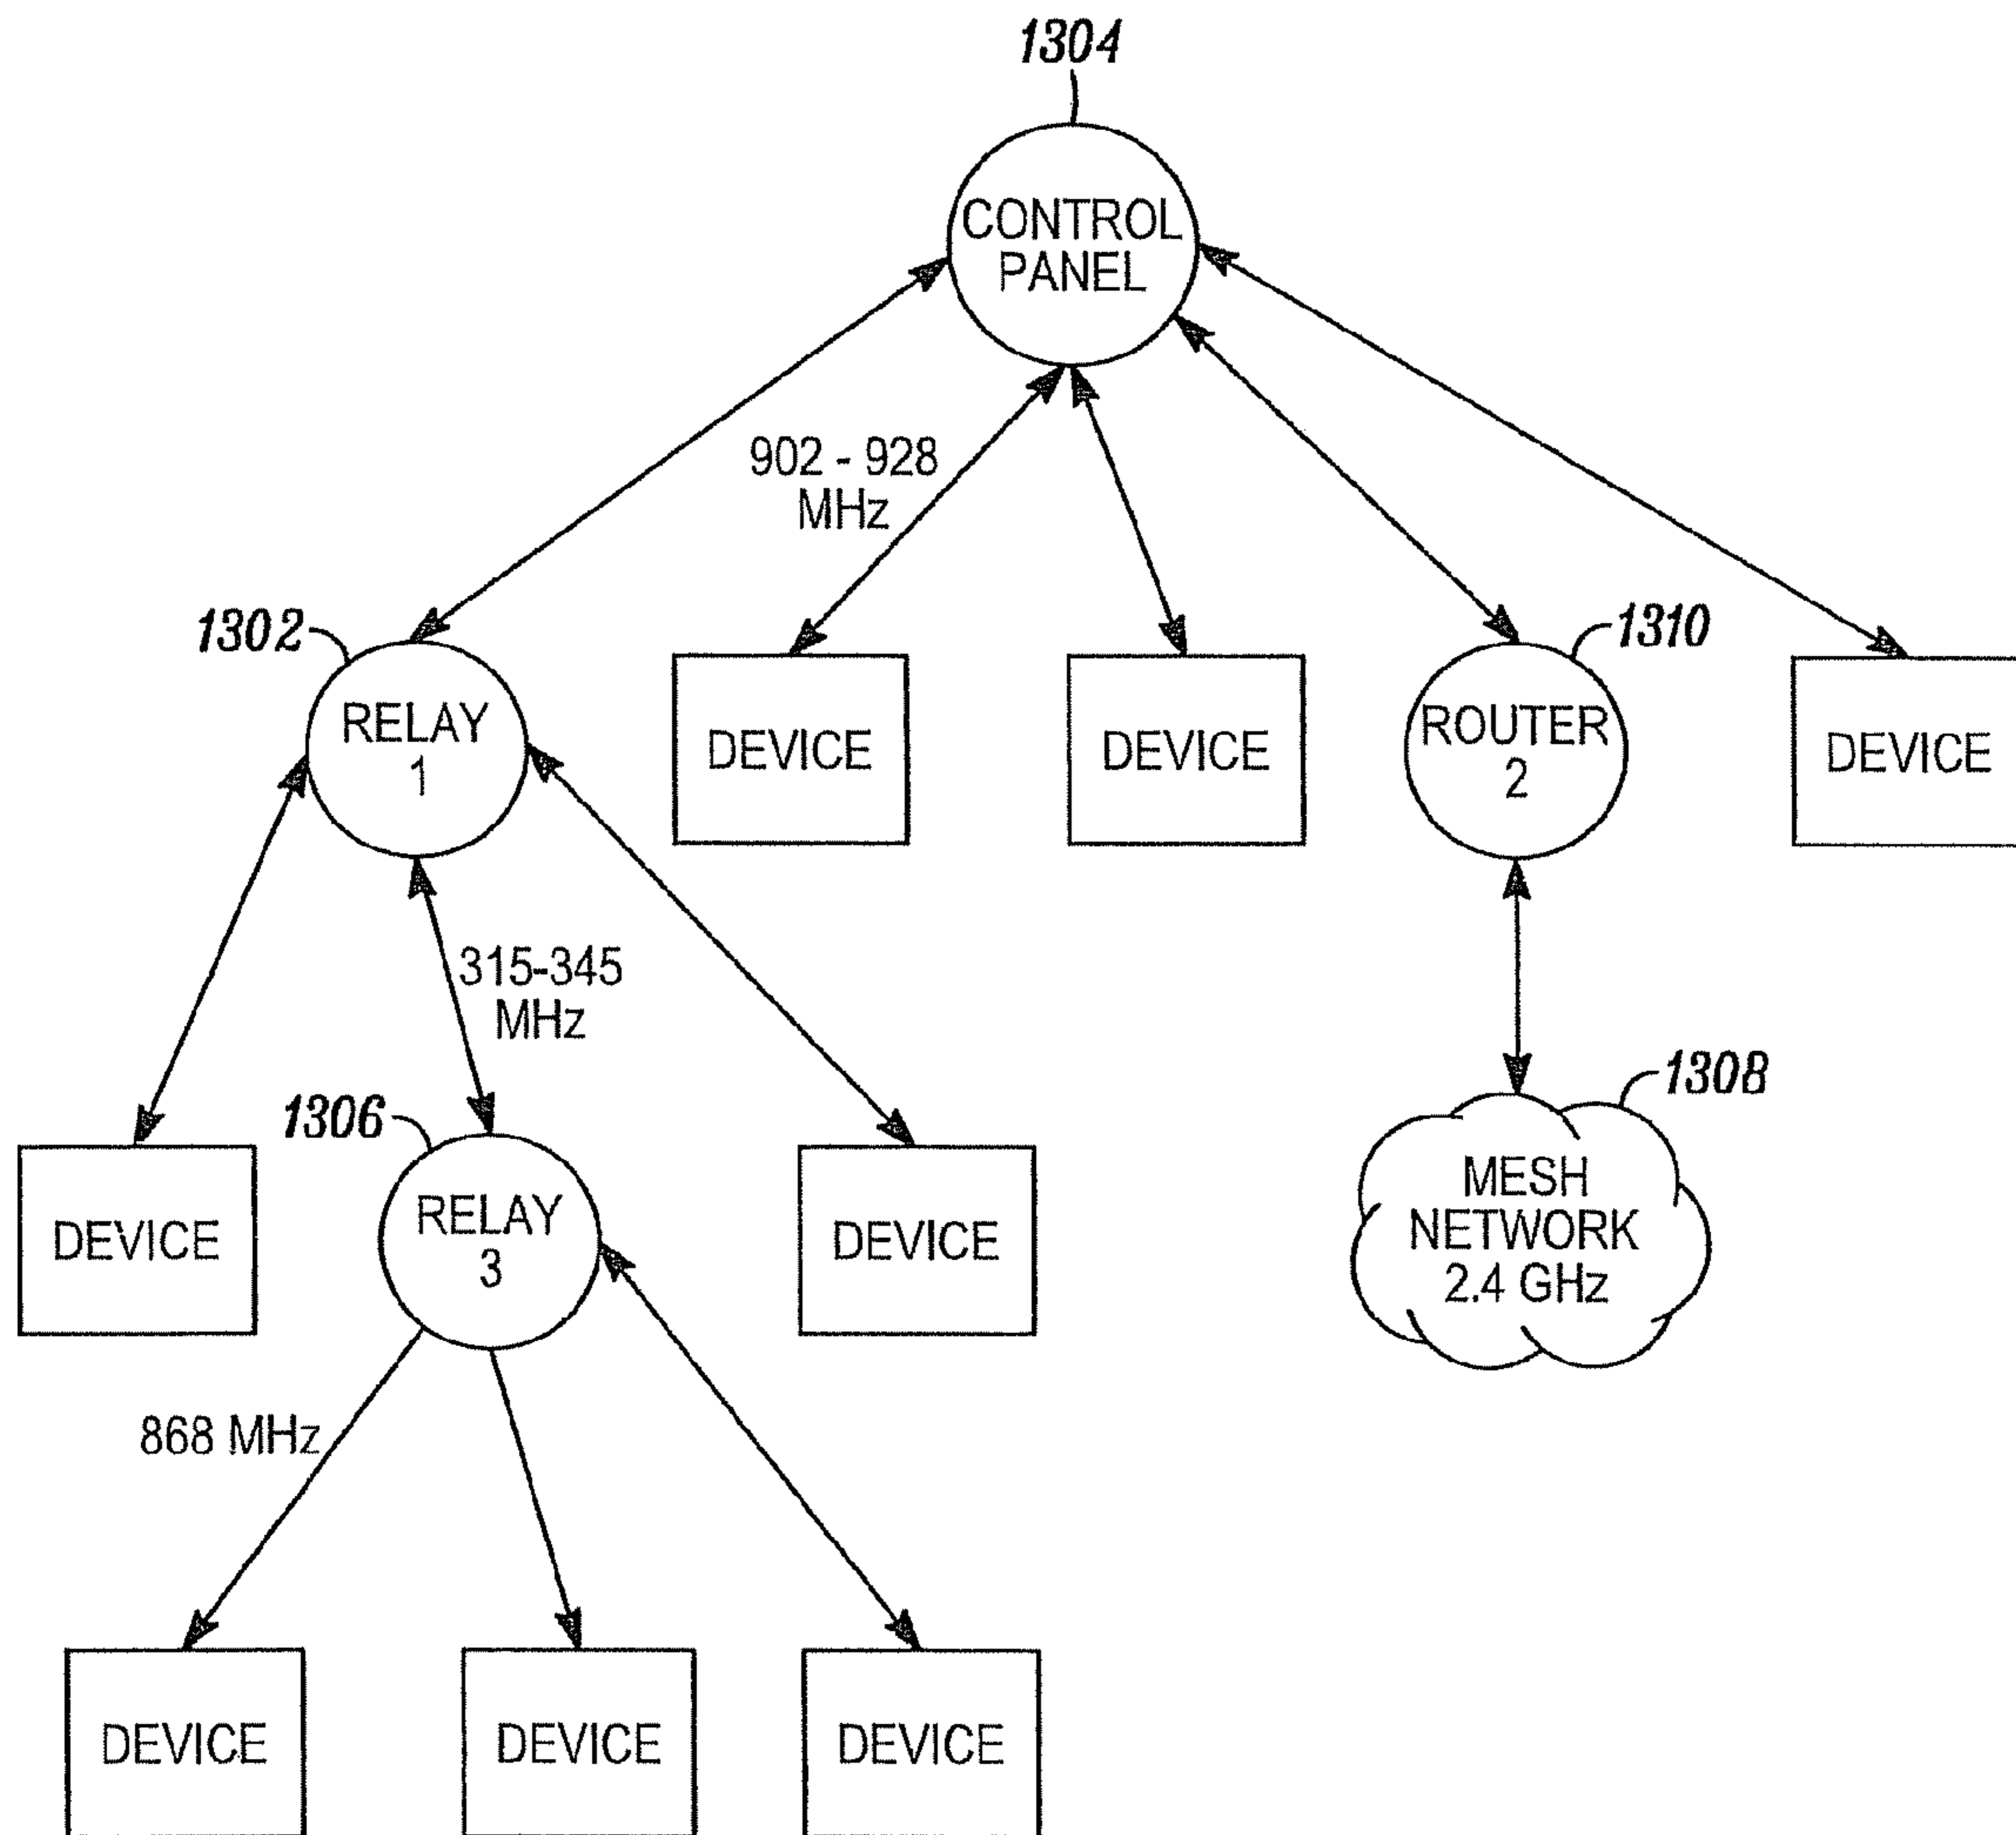 1304
CONTROL
PANEL
902 - 928
MHz
1302
1310
RELAY
1
DEVICE
DEVICE
ROUTER
2
DEVICE
315-345
MHz
1306
1308
DEVICE
RELAY
3
DEVICE
MESH
NETWORK
2.4 GHz
868 MHz
DEVICE
DEVICE
DEVICE